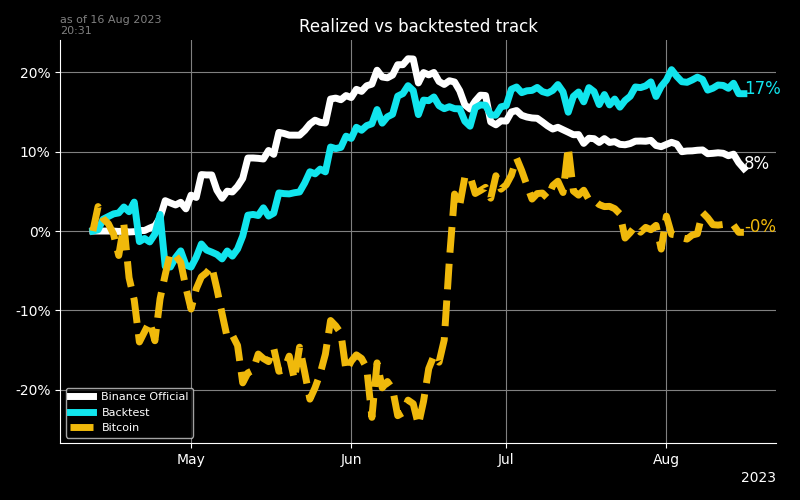 as of 16 Aug 2023
20:31
Realized vs backtested track
20%
10%
0%
-10%
-20%
17%
8%
-0%
Binance Official
Backtest
Bitcoin
May
Jun
Jul
Aug
2023